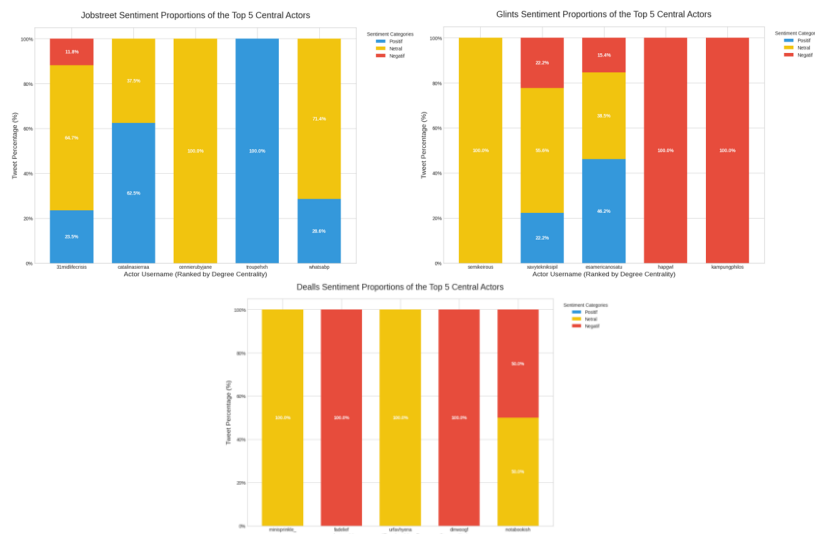 Jobstreet Sentiment Proportions of the Top 5 Central Actors
Sentiment Categories
Positif
Netral
Negatif
Tweet Percentage (%)
100%
80%
60%
40%
20%
0%
11.8%
64.7%
23.5%
37.5%
62.5%
100.0%
100.0%
71.4%
28.6%
Actor Username (Ranked by Degree Centrality)
Glints Sentiment Proportions of the Top 5 Central Actors
Sentiment Categories
Positif
Netral
Negatif
Tweet Percentage (%)
100%
80%
60%
40%
20%
0%
100.0%
22.2%
55.6%
22.2%
15.4%
38.5%
46.2%
100.0%
100.0%
Actor Username (Ranked by Degree Centrality)
Dealls Sentiment Proportions of the Top 5 Central Actors
Sentiment Categories
Positif
Netral
Negatif
Tweet Percentage (%)
100%
80%
60%
40%
20%
0%
100.0%
100.0%
100.0%
100.0%
50.0%
50.0%